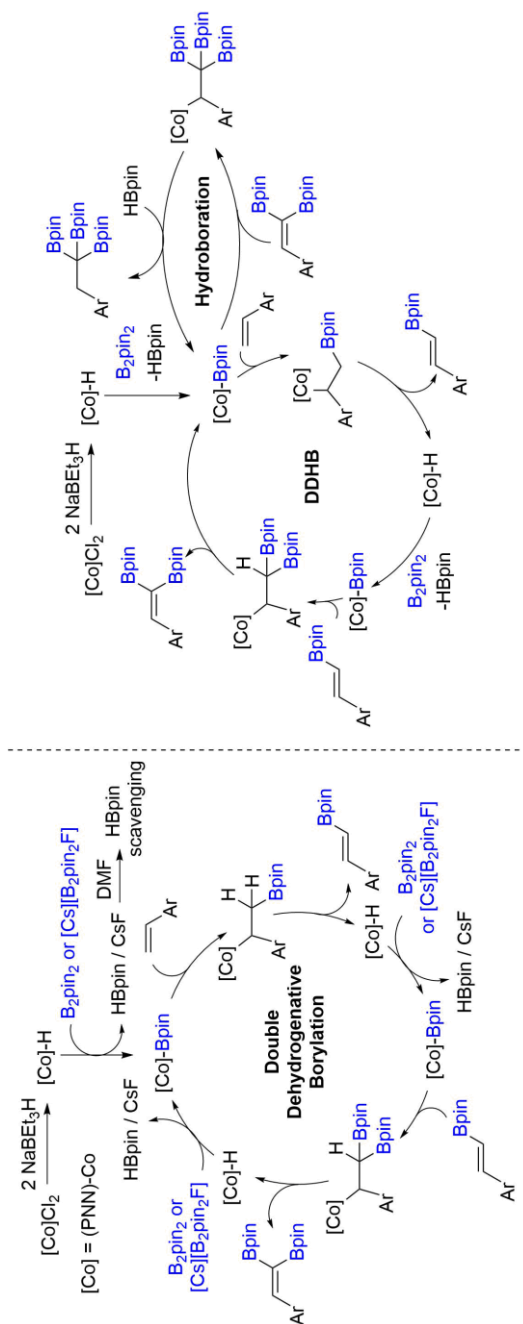 [Co]Cl₂
2 NaBEt₃H
[Co]-H
[Co] = (PNN)-Co
B₂pin₂ or [Cs][B₂pin₂F]
HBpin / CsF
DMF
HBpin
scavenging
HBpin / CsF
[Co]-Bpin
Ar
[Co]
H
H
Bpin
Ar
Double
Dehydrogenative
Borylation
Bpin
Ar
[Co]-H
B₂pin₂
or [Cs][B₂pin₂F]
HBpin / CsF
[Co]-Bpin
Bpin
Ar
[Co]
H
Bpin
Bpin
Ar
Bpin
Bpin
Ar
[Co]-H
B₂pin₂ or
[Cs][B₂pin₂F]
[Co]Cl₂
2 NaBEt₃H
[Co]-H
B₂pin₂
-HBpin
[Co]-Bpin
Ar
[Co]
Bpin
Ar
Bpin
Ar
DDHB
[Co]-H
B₂pin₂
-HBpin
[Co]-Bpin
Bpin
Ar
[Co]
H
Bpin
Bpin
Ar
Bpin
Bpin
Ar
Bpin
Bpin
Bpin
Ar
HBpin
Hydroboration
Bpin
Bpin
Ar
[Co]
Bpin
Bpin
Bpin
Ar